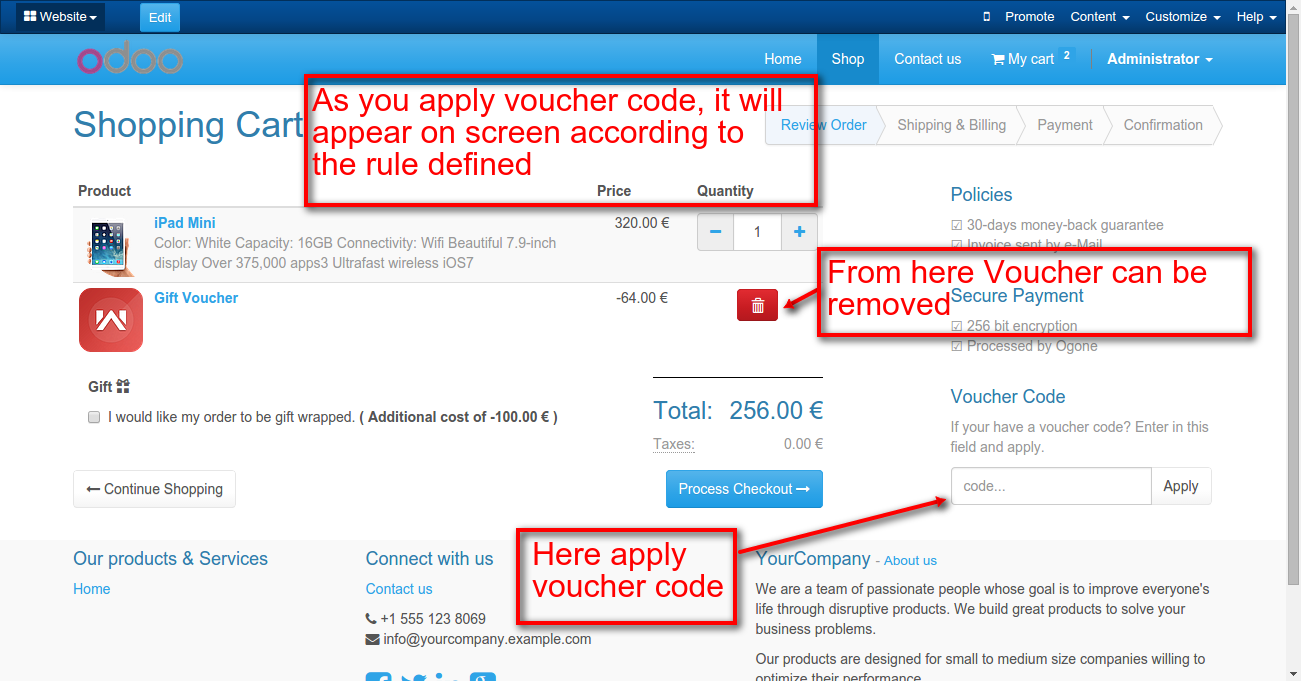 Website
Edit
Promote
Content
Customize
Help
odoo
Home
Shop
Contact us
My cart 2
Administrator
As you apply voucher code, it will
appear on screen according to
the rule defined
Shopping Cart
Review Order
Shipping & Billing
Payment
Confirmation
Product
Price
Quantity
iPad Mini
320.00 €
1
Color: White Capacity: 16GB Connectivity: Wifi Beautiful 7.9-inch
display Over 375,000 apps3 Ultrafast wireless iOS7
Gift Voucher
-64.00 €
Policies
30-days money-back guarantee
Invoice sent by e-Mail
From here Voucher can be
removed
Secure Payment
256 bit encryption
Processed by Ogone
Gift
I would like my order to be gift wrapped. ( Additional cost of -100.00 € )
Total: 256.00 €
Taxes: 0.00 €
Voucher Code
If your have a voucher code? Enter in this
field and apply.
code...
Apply
Continue Shopping
Process Checkout
Here apply
voucher code
Our products & Services
Home
Connect with us
Contact us
+1 555 123 8069
info@yourcompany.example.com
YourCompany - About us
We are a team of passionate people whose goal is to improve everyone's
life through disruptive products. We build great products to solve your
business problems.
Our products are designed for small to medium size companies willing to
optimize their performance.